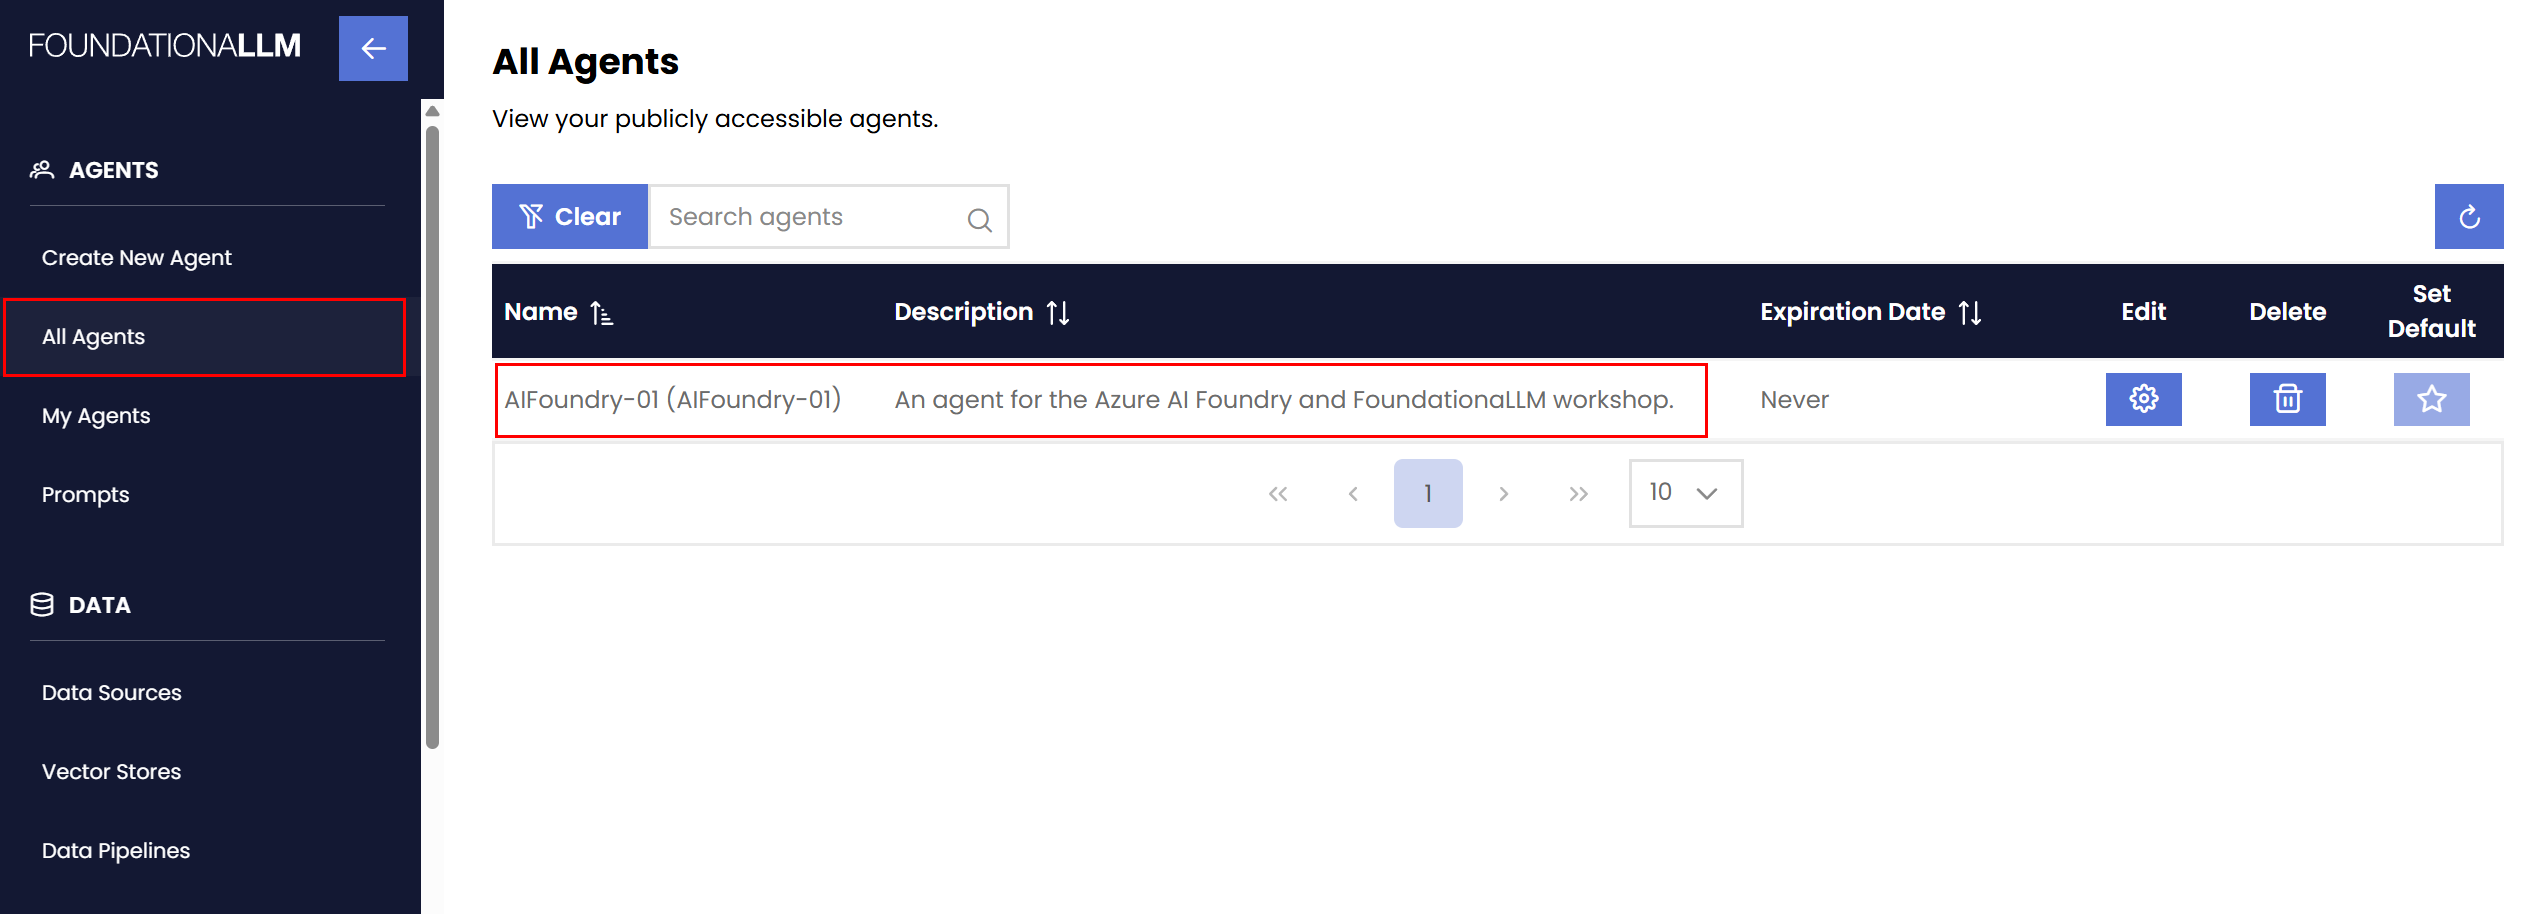 FOUNDATIONALLM
AGENTS
Create New Agent
All Agents
My Agents
Prompts
DATA
Data Sources
Vector Stores
Data Pipelines
All Agents
View your publicly accessible agents.
Clear
Search agents
Name
Description
Expiration Date
Edit
Delete
Set
Default
AIFoundry-01 (AIFoundry-01)
An agent for the Azure AI Foundry and FoundationaLLM workshop.
Never
1
10